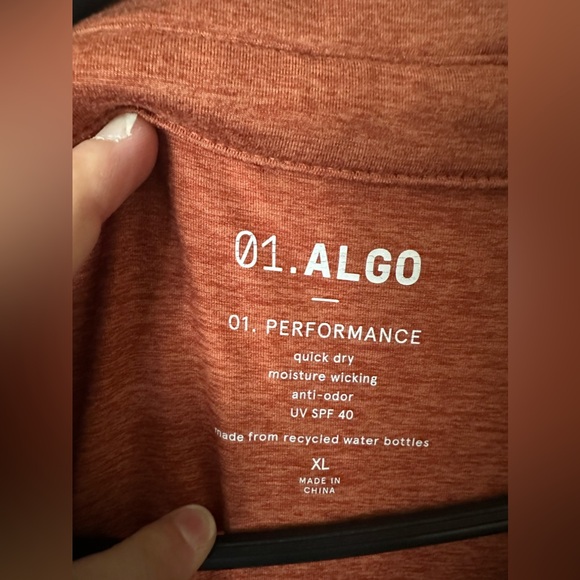 01.ALGO
01. PERFORMANCE
quick dry
moisture wicking
anti-odor
UV SPF 40
made from recycled water bottles
XL
MADE IN
CHINA